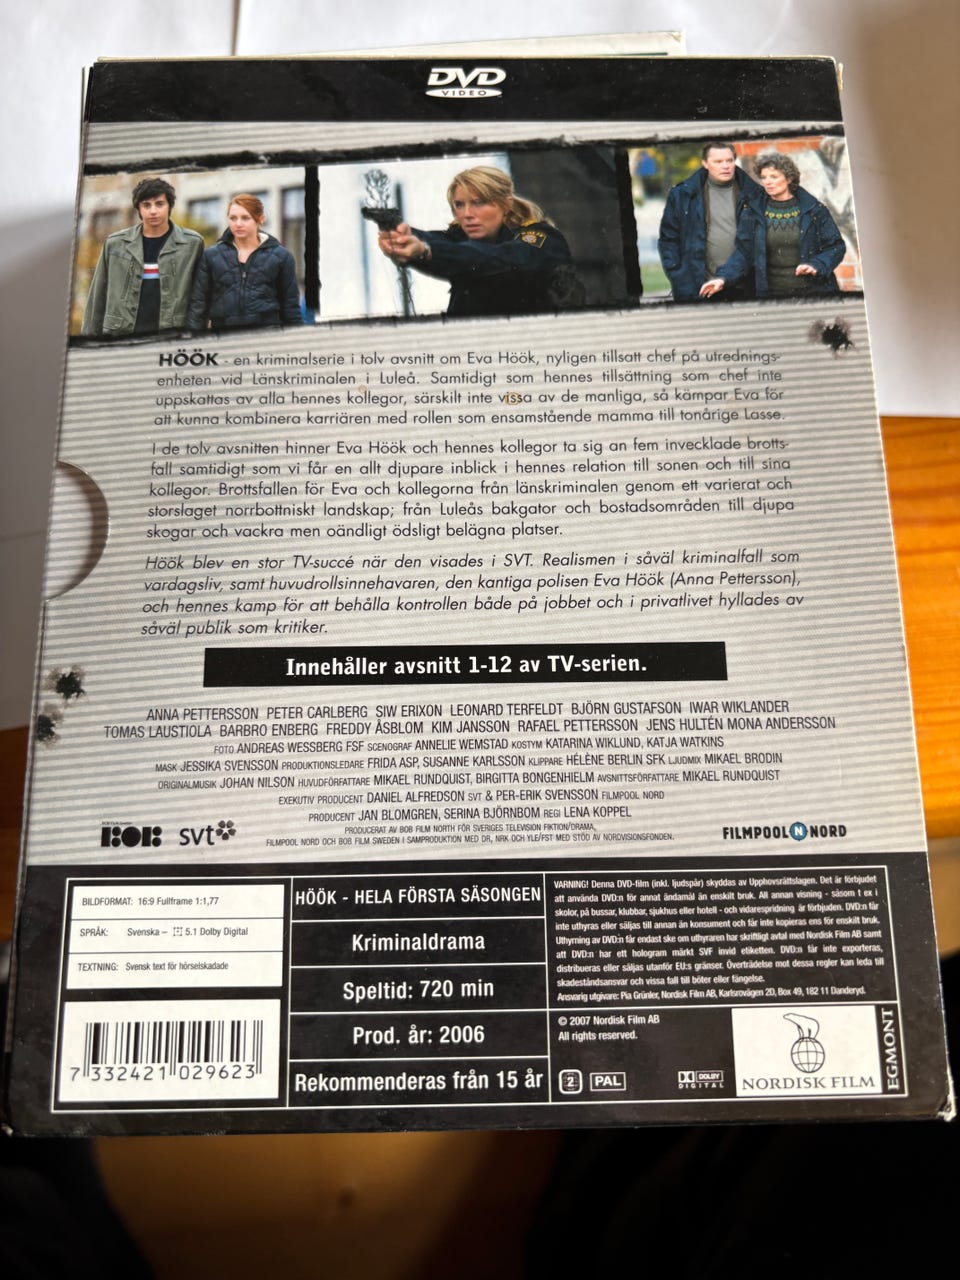 DVD
VIDEO
HÖÖK - en kriminalserie i tolv avsnitt om Eva Höök, nyligen tillsatt chef på utrednings-
enheten vid Länskriminalen i Luleå. Samtidigt som hennes tillsättning som chef inte
uppskattas av alla hennes kollegor, särskilt inte vissa av de manliga, så kämpar Eva för
att kunna kombinera karriären med rollen som ensamstående mamma till tonårige Lasse.
I de tolv avsnitten hinner Eva Höök och hennes kollegor ta sig an fem invecklade brotts-
fall samtidigt som vi får en allt djupare inblick i hennes relation till sonen och till sina
kollegor. Brottsfallen för Eva och kollegorna från länskriminalen genom ett varierat och
storslaget norrbottniskt landskap; från Luleås bakgator och bostadsområden till djupa
skogar och vackra men oändligt ödsligt belägna platser.
Höök blev en stor TV-succé när den visades i SVT. Realismen i såväl kriminalfall som
vardagsliv, samt huvudrollsinnehavaren, den kantiga polisen Eva Höök (Anna Pettersson),
och hennes kamp för att behålla kontrollen både på jobbet och i privatlivet hyllades av
såväl publik som kritiker.
Innehåller avsnitt 1-12 av TV-serien.
ANNA PETTERSSON PETER CARLBERG SIW ERIXON LEONARD TERFELDT BJÖRN GUSTAFSON IWAR WIKLANDER
TOMAS LAUSTIOLA BARBRO ENBERG FREDDY ÅSBLOM KIM JANSSON RAFAEL PETTERSSON JENS HULTÉN MONA ANDERSSON
FOTO ANDREAS WESSBERG FSF SCENOGRAF ANNELIE WEMSTAD KOSTYM KATARINA WIKLUND, KATJA WATKINS
MASK JESSIKA SVENSSON PRODUKTIONSLEDARE FRIDA ASP, SUSANNE KARLSSON KLIPPARE HÉLÈNE BERLIN SFK LJUDMIX MIKAEL BRODIN
ORIGINALMUSIK JOHAN NILSON HUVUDFÖRFATTARE MIKAEL RUNDQUIST, BIRGITTA BONGENHIELM AVSNITTSFÖRFATTARE MIKAEL RUNDQUIST
EXEKUTIV PRODUCENT DANIEL ALFREDSON SVT & PER-ERIK SVENSSON FILMPOOL NORD
PRODUCENT JAN BLOMGREN, SERINA BJÖRNBOM REGI LENA KOPPEL
PRODUCERAT AV BOB FILM NORTH FÖR SVERIGES TELEVISION FIKTION/DRAMA,
FILMPOOL NORD OCH BOB FILM SWEDEN I SAMPRODUKTION MED DR, NRK OCH YLE/FST MED STÖD AV NORDVISIONSFONDEN.
BOB
svt
FILMPOOL N NORD
BILDFORMAT: 16:9 Fullframe 1:1,77
SPRÅK: Svenska – 5.1 Dolby Digital
TEXTNING: Svensk text för hörselskadade
7 332421 029623
HÖÖK - HELA FÖRSTA SÄSONGEN
Kriminaldrama
Speltid: 720 min
Prod. år: 2006
Rekommenderas från 15 år
VARNING! Denna DVD-film (inkl. ljudspår) skyddas av Upphovsrättslagen. Det är förbjudet
att använda DVD:n för annat ändamål än enskilt bruk. All annan visning - såsom t ex i
skolor, på bussar, klubbar, sjukhus eller hotell - och vidarespridning är förbjuden. DVD:n får
inte uthyras eller säljas till annan än konsument och får inte kopieras ens för enskilt bruk.
Uthyrning av DVD:n får endast ske om uthyraren har skriftligt avtal med Nordisk Film AB samt
att DVD:n har ett hologram märkt SVF invid etiketten. DVD:n får inte exporteras,
distribueras eller säljas utanför EU:s gränser. Överträdelse mot dessa regler kan leda till
skadeståndsansvar och vissa fall till böter eller fängelse.
Ansvarig utgivare: Pia Grünler, Nordisk Film AB, Karlsrovägen 2D, Box 49, 182 11 Danderyd.
© 2007 Nordisk Film AB
All rights reserved.
2
PAL
DOLBY
DIGITAL
NORDISK FILM
EGMONT